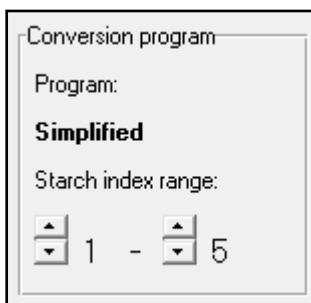 Conversion program
Program:
Simplified
Starch index range:
1 - 5